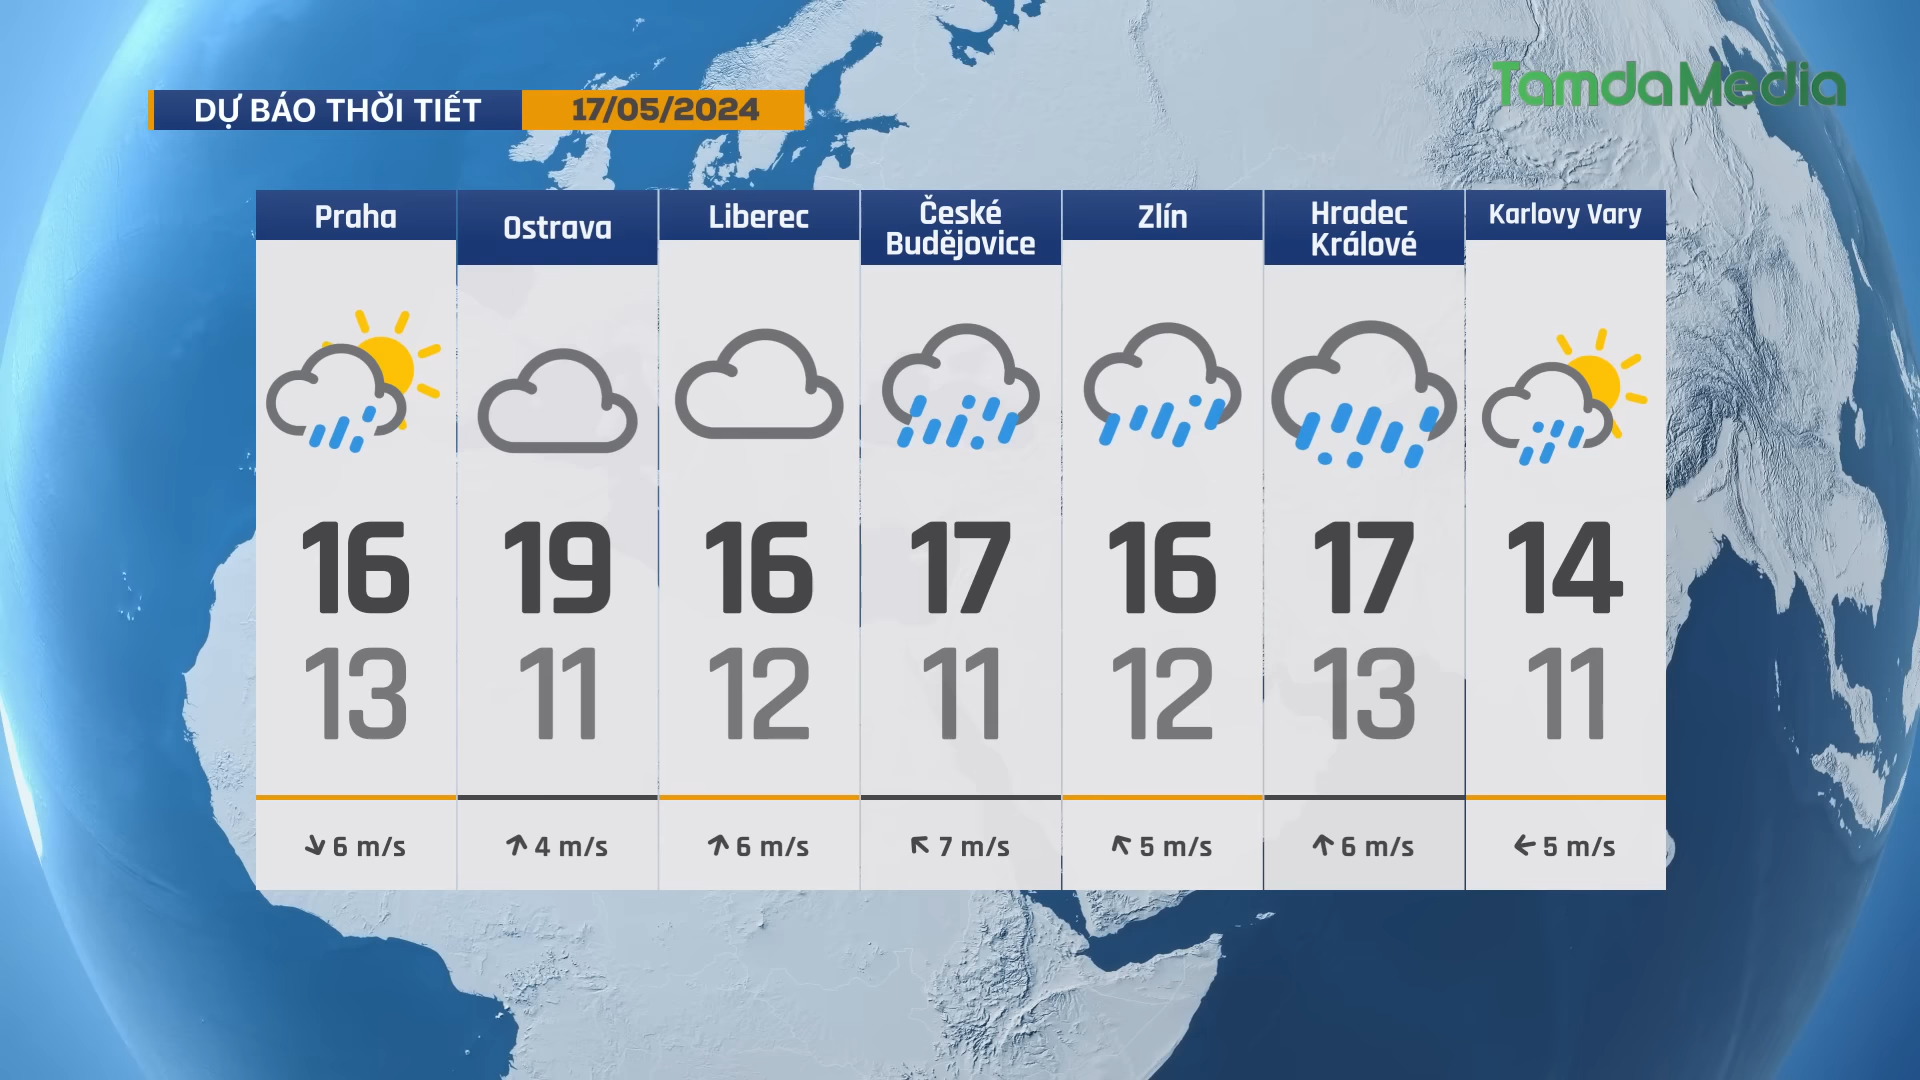 DỰ BÁO THỜI TIẾT 17/05/2024
TamdaMedia
Praha
16
13
6 m/s
Ostrava
19
11
4 m/s
Liberec
16
12
6 m/s
České
Budějovice
17
11
7 m/s
Zlín
16
12
5 m/s
Hradec
Králové
17
13
6 m/s
Karlovy Vary
14
11
5 m/s